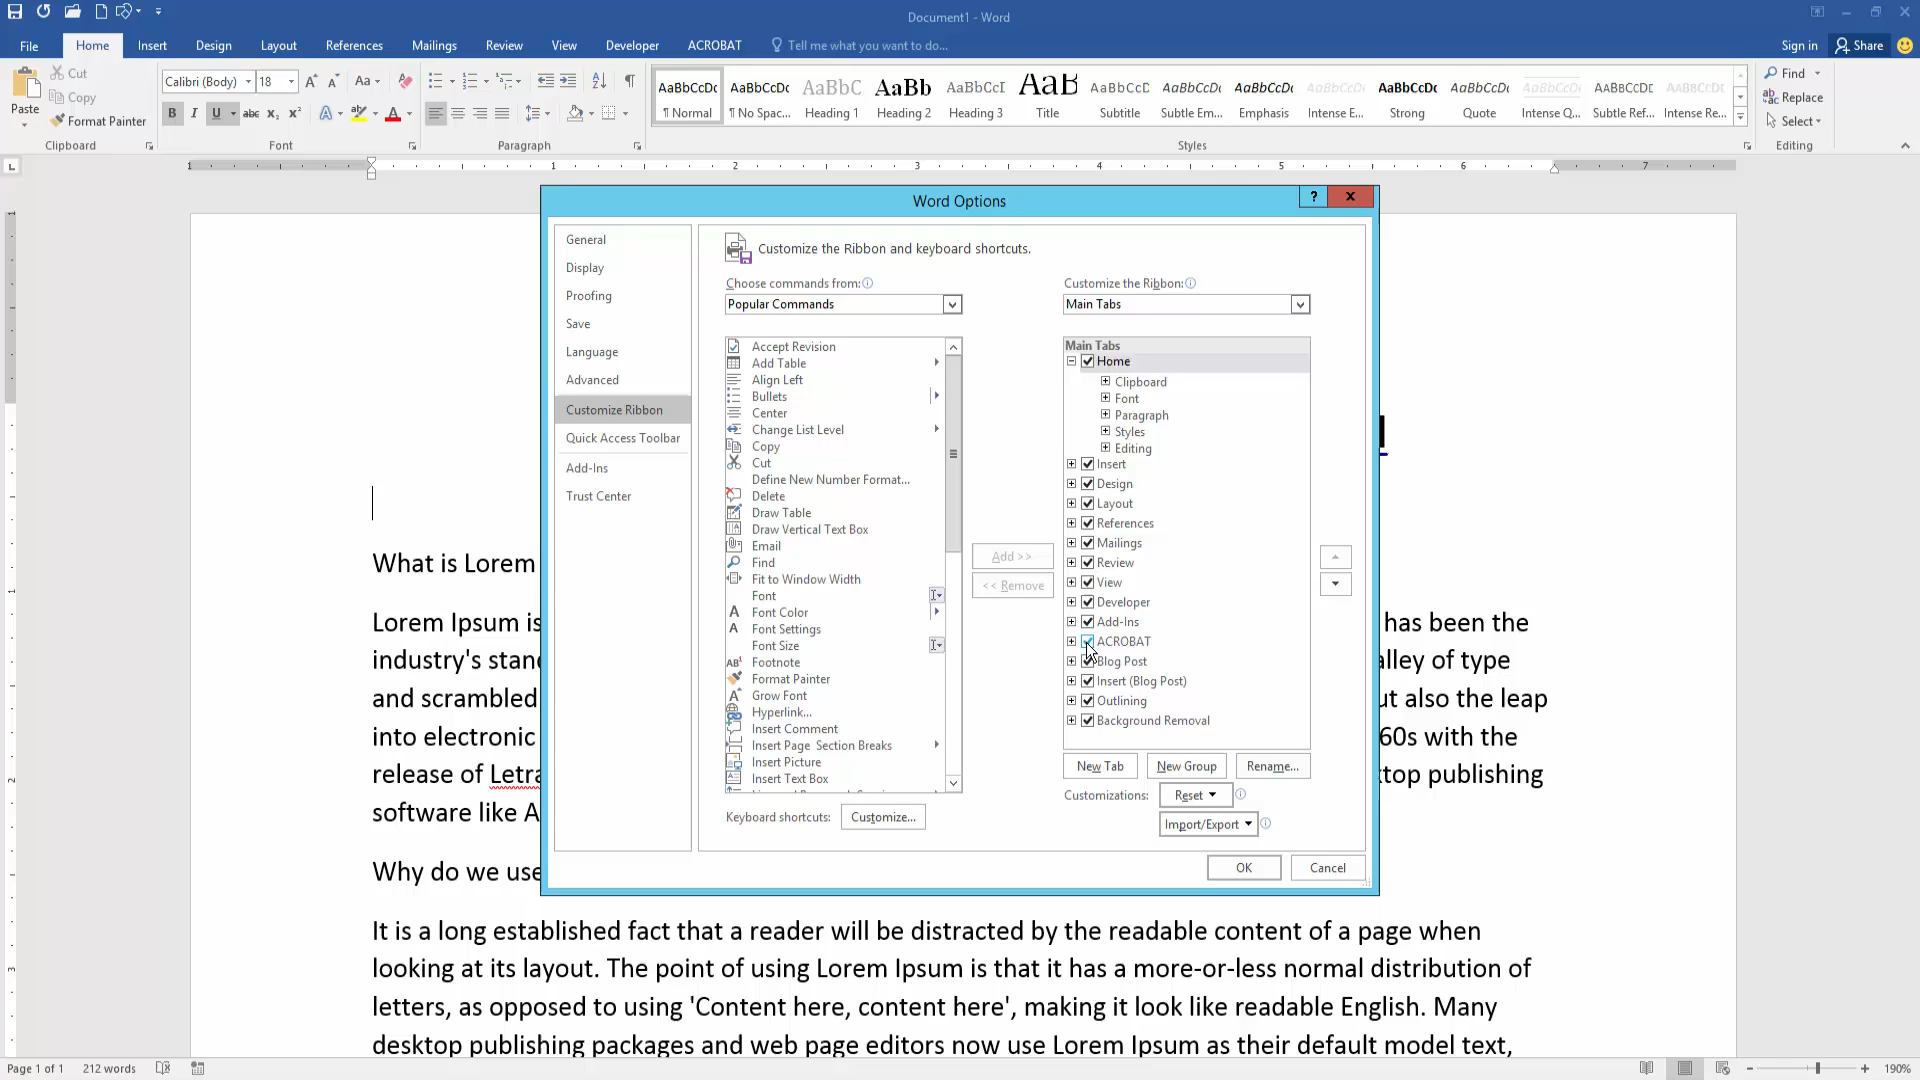 Document1 - Word
File Home Insert Design Layout References Mailings Review View Developer ACROBAT Tell me what you want to do... Sign in Share
Paste
Cut
Copy
Format Painter
Clipboard
Calibri (Body) 18
Font
Paragraph
AaBbCcDc AaBbCcDc AaBbC AaBb AaBbCcI AaB AaBbCcD AaBbCcDc AaBbCcDc AaBbCcDc AaBbCcDc AaBbCcDc AaBbCcDc AABBCCDE AABBCCDE
¶ Normal ¶ No Spac... Heading 1 Heading 2 Heading 3 Title Subtitle Subtle Em... Emphasis Intense E... Strong Quote Intense Q... Subtle Ref... Intense Re...
Styles
Find
Replace
Select
Editing
1 1 2 3 4 5 6 7
Word Options
General
Display
Proofing
Save
Language
Advanced
Customize Ribbon
Quick Access Toolbar
Add-Ins
Trust Center
Customize the Ribbon and keyboard shortcuts.
Choose commands from:
Popular Commands
Accept Revision
Add Table
Align Left
Bullets
Center
Change List Level
Copy
Cut
Define New Number Format...
Delete
Draw Table
Draw Vertical Text Box
Email
Find
Fit to Window Width
Font
Font Color
Font Settings
Font Size
Footnote
Format Painter
Grow Font
Hyperlink...
Insert Comment
Insert Page Section Breaks
Insert Picture
Insert Text Box
Keyboard shortcuts: Customize...
Add >>
<< Remove
Customize the Ribbon:
Main Tabs
Main Tabs
Home
Clipboard
Font
Paragraph
Styles
Editing
Insert
Design
Layout
References
Mailings
Review
View
Developer
Add-Ins
ACROBAT
Blog Post
Insert (Blog Post)
Outlining
Background Removal
New Tab New Group Rename...
Customizations: Reset
Import/Export
OK Cancel
What is Lorem
Lorem Ipsum is has been the
industry's stan alley of type
and scrambled ut also the leap
into electronic 60s with the
release of Letra ktop publishing
software like A
Why do we use
It is a long established fact that a reader will be distracted by the readable content of a page when
looking at its layout. The point of using Lorem Ipsum is that it has a more-or-less normal distribution of
letters, as opposed to using 'Content here, content here', making it look like readable English. Many
desktop publishing packages and web page editors now use Lorem Ipsum as their default model text,
Page 1 of 1 212 words 190%